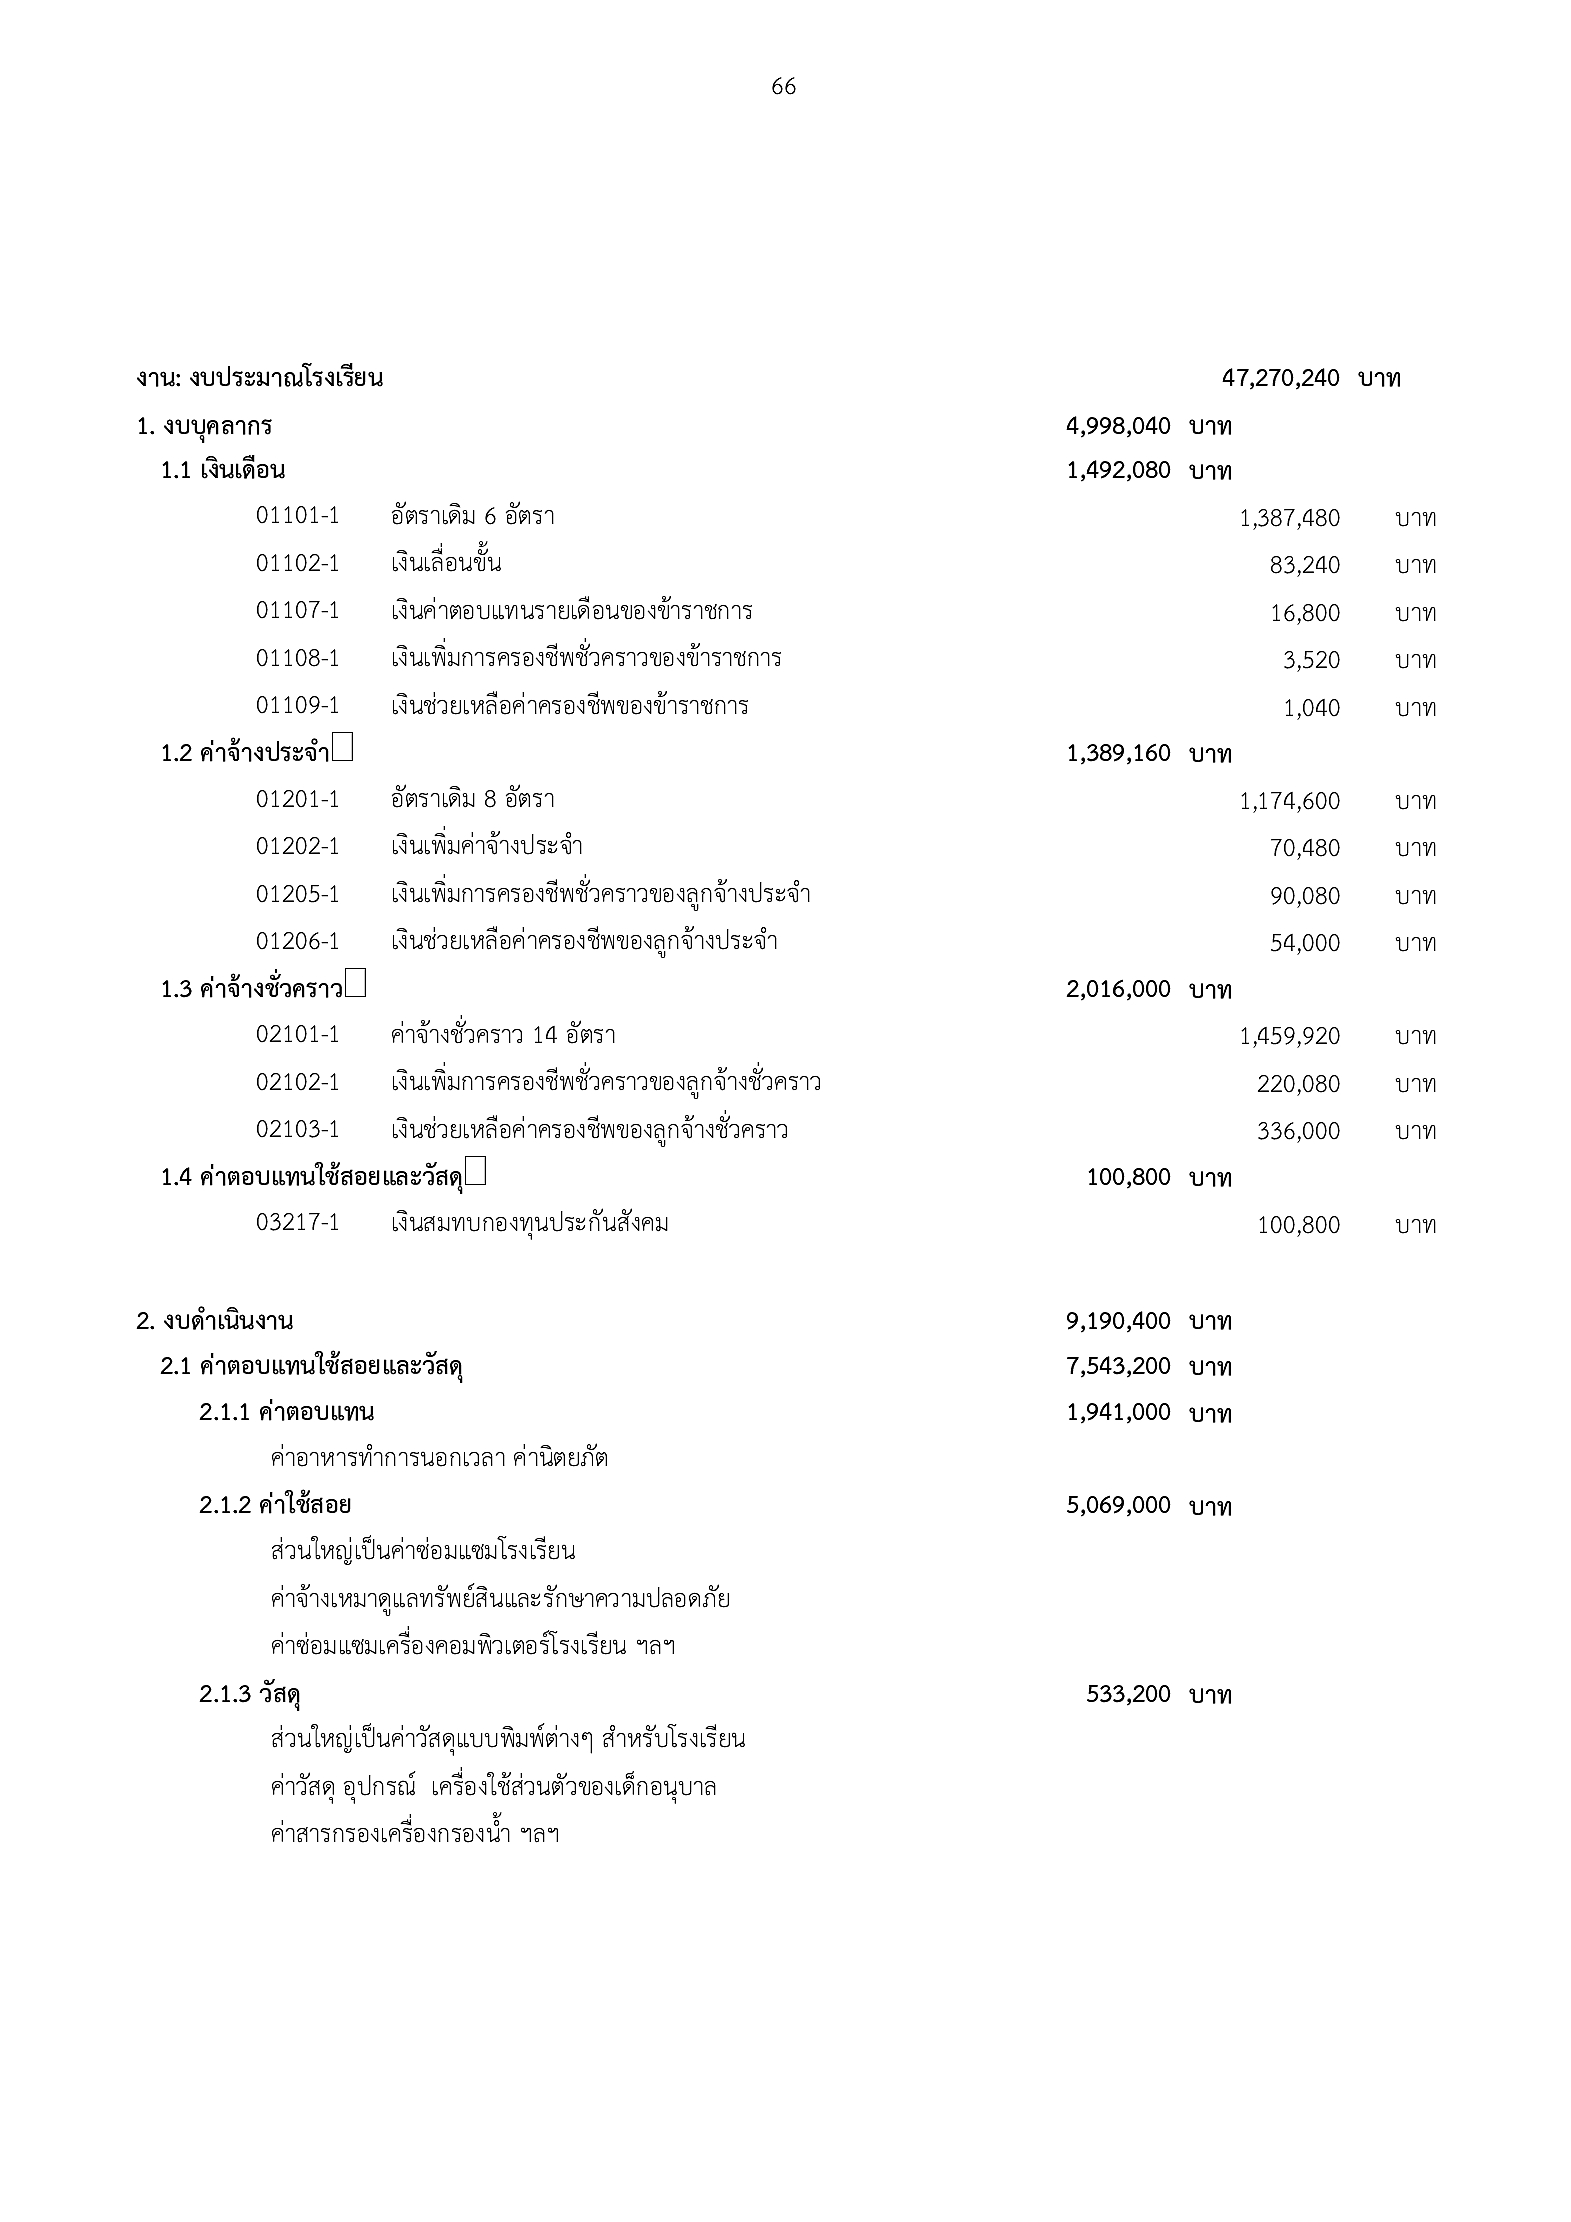 66
งาน: งบประมาณโรงเรียน 47,270,240 บาท
1. งบบุคลากร 4,998,040 บาท
1.1 เงินเดือน 1,492,080 บาท
01101-1 อัตราเดิม 6 อัตรา 1,387,480 บาท
01102-1 เงินเลื่อนขั้น 83,240 บาท
01107-1 เงินค่าตอบแทนรายเดือนของข้าราชการ 16,800 บาท
01108-1 เงินเพิ่มการครองชีพชั่วคราวของข้าราชการ 3,520 บาท
01109-1 เงินช่วยเหลือค่าครองชีพของข้าราชการ 1,040 บาท
1.2 ค่าจ้างประจำ 1,389,160 บาท
01201-1 อัตราเดิม 8 อัตรา 1,174,600 บาท
01202-1 เงินเพิ่มค่าจ้างประจำ 70,480 บาท
01205-1 เงินเพิ่มการครองชีพชั่วคราวของลูกจ้างประจำ 90,080 บาท
01206-1 เงินช่วยเหลือค่าครองชีพของลูกจ้างประจำ 54,000 บาท
1.3 ค่าจ้างชั่วคราว 2,016,000 บาท
02101-1 ค่าจ้างชั่วคราว 14 อัตรา 1,459,920 บาท
02102-1 เงินเพิ่มการครองชีพชั่วคราวของลูกจ้างชั่วคราว 220,080 บาท
02103-1 เงินช่วยเหลือค่าครองชีพของลูกจ้างชั่วคราว 336,000 บาท
1.4 ค่าตอบแทนใช้สอยและวัสดุ 100,800 บาท
03217-1 เงินสมทบกองทุนประกันสังคม 100,800 บาท
2. งบดำเนินงาน 9,190,400 บาท
2.1 ค่าตอบแทนใช้สอยและวัสดุ 7,543,200 บาท
2.1.1 ค่าตอบแทน 1,941,000 บาท
ค่าอาหารทำการนอกเวลา ค่านิตยภัต
2.1.2 ค่าใช้สอย 5,069,000 บาท
ส่วนใหญ่เป็นค่าซ่อมแซมโรงเรียน
ค่าจ้างเหมาดูแลทรัพย์สินและรักษาความปลอดภัย
ค่าซ่อมแซมเครื่องคอมพิวเตอร์โรงเรียน ฯลฯ
2.1.3 วัสดุ 533,200 บาท
ส่วนใหญ่เป็นค่าวัสดุแบบพิมพ์ต่างๆ สำหรับโรงเรียน
ค่าวัสดุ อุปกรณ์ เครื่องใช้ส่วนตัวของเด็กอนุบาล
ค่าสารกรองเครื่องกรองน้ำ ฯลฯ